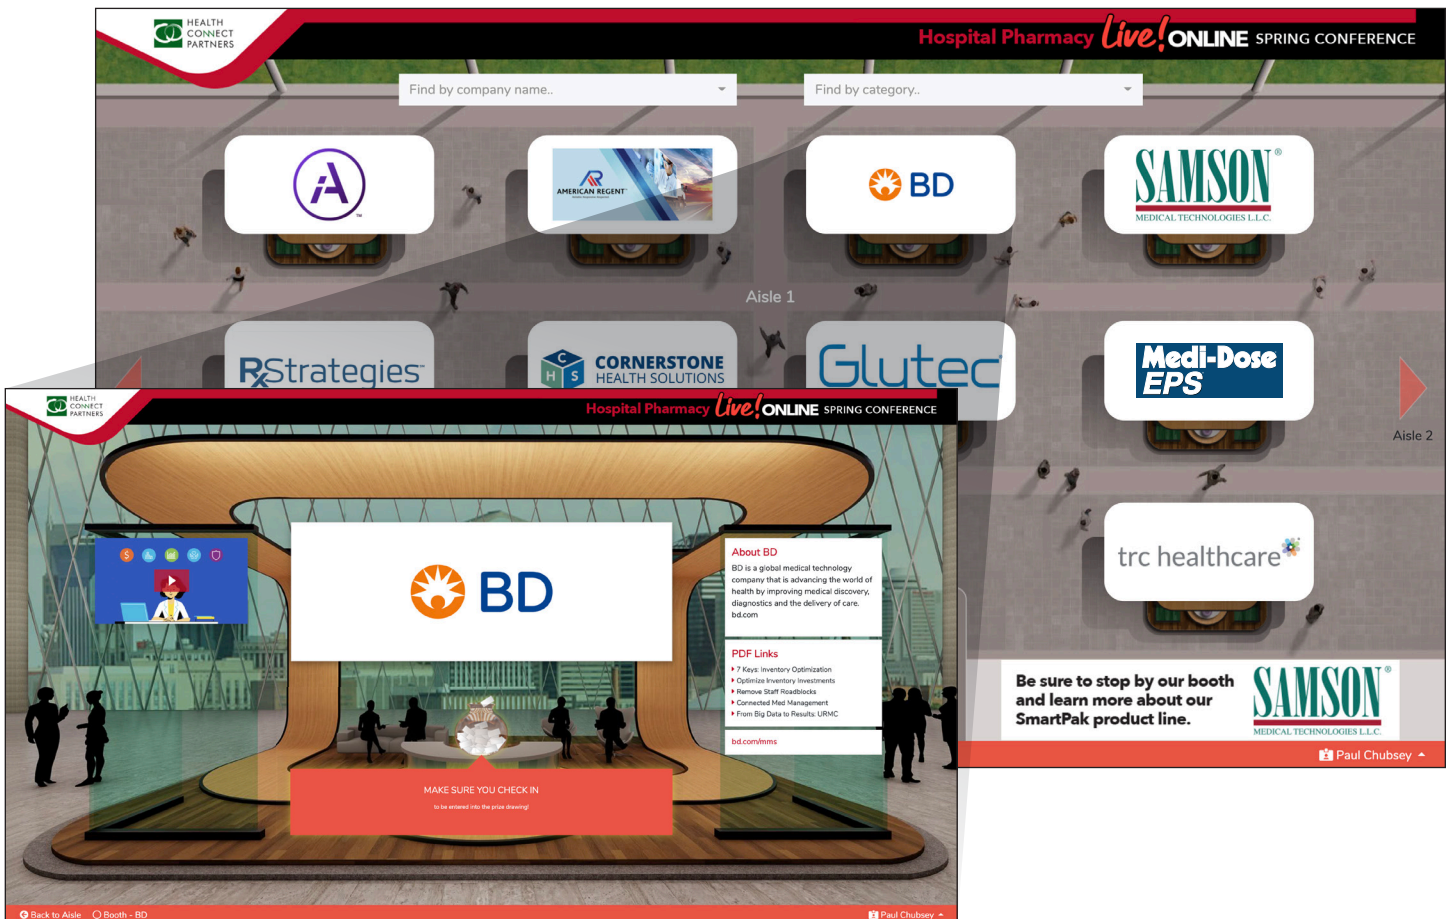 HEALTH
CONNECT
PARTNERS
Hospital Pharmacy Live! ONLINE SPRING CONFERENCE
Find by company name..
Find by category..
A™
AR
AMERICAN REGENT
BD
SAMSON®
MEDICAL TECHNOLOGIES L.L.C.
Aisle 1
RxStrategies™
CHS
CORNERSTONE
HEALTH SOLUTIONS
Glutec
Medi-Dose
EPS
Aisle 2
trc healthcare
Be sure to stop by our booth
and learn more about our
SmartPak product line.
SAMSON®
MEDICAL TECHNOLOGIES L.L.C.
Paul Chubsey
HEALTH
CONNECT
PARTNERS
Hospital Pharmacy Live! ONLINE SPRING CONFERENCE
$
BD
About BD
BD is a global medical technology
company that is advancing the world of
health by improving medical discovery,
diagnostics and the delivery of care.
bd.com
PDF Links
7 Keys: Inventory Optimization
Optimize Inventory Investments
Remove Staff Roadblocks
Connected Med Management
From Big Data to Results: URMC
bd.com/mms
MAKE SURE YOU CHECK IN
to be entered into the prize drawing!
Back to Aisle
Booth - BD
Paul Chubsey